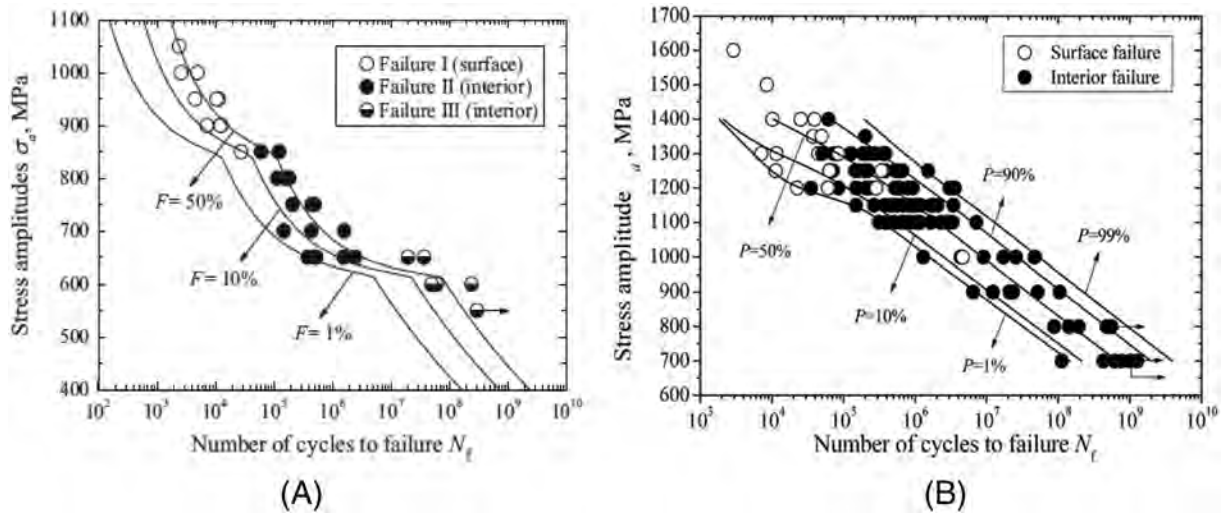 1100
1000
900
800
700
600
500
400
Stress amplitudes σa, MPa
Failure I (surface)
Failure II (interior)
Failure III (interior)
F= 50%
F= 10%
F= 1%
10² 10³ 10⁴ 10⁵ 10⁶ 10⁷ 10⁸ 10⁹ 10¹⁰
Number of cycles to failure Nf
(A)
1700
1600
1500
1400
1300
1200
1100
1000
900
800
700
600
Stress amplitude a, MPa
Surface failure
Interior failure
P=90%
P=99%
P=50%
P=10%
P=1%
10³ 10⁴ 10⁵ 10⁶ 10⁷ 10⁸ 10⁹ 10¹⁰
Number of cycles to failure Nf
(B)